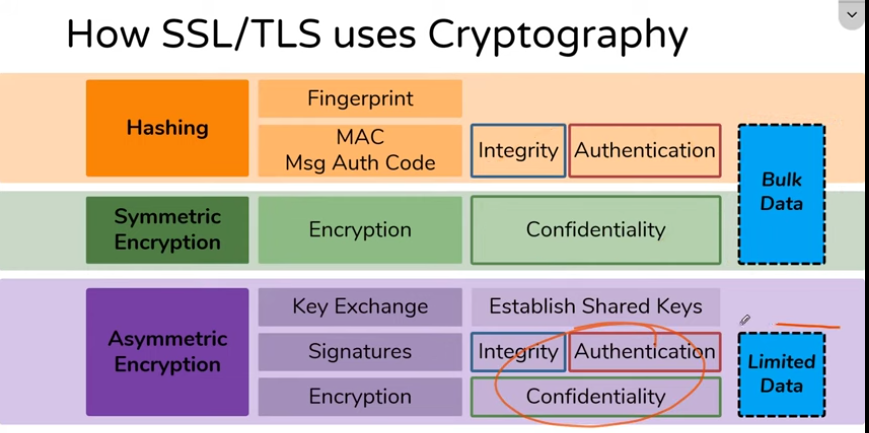 How SSL/TLS uses Cryptography
Hashing
Fingerprint
MAC
Msg Auth Code
Integrity
Authentication
Bulk
Data
Symmetric
Encryption
Encryption
Confidentiality
Asymmetric
Encryption
Key Exchange
Establish Shared Keys
Signatures
Integrity
Authentication
Encryption
Confidentiality
Limited
Data